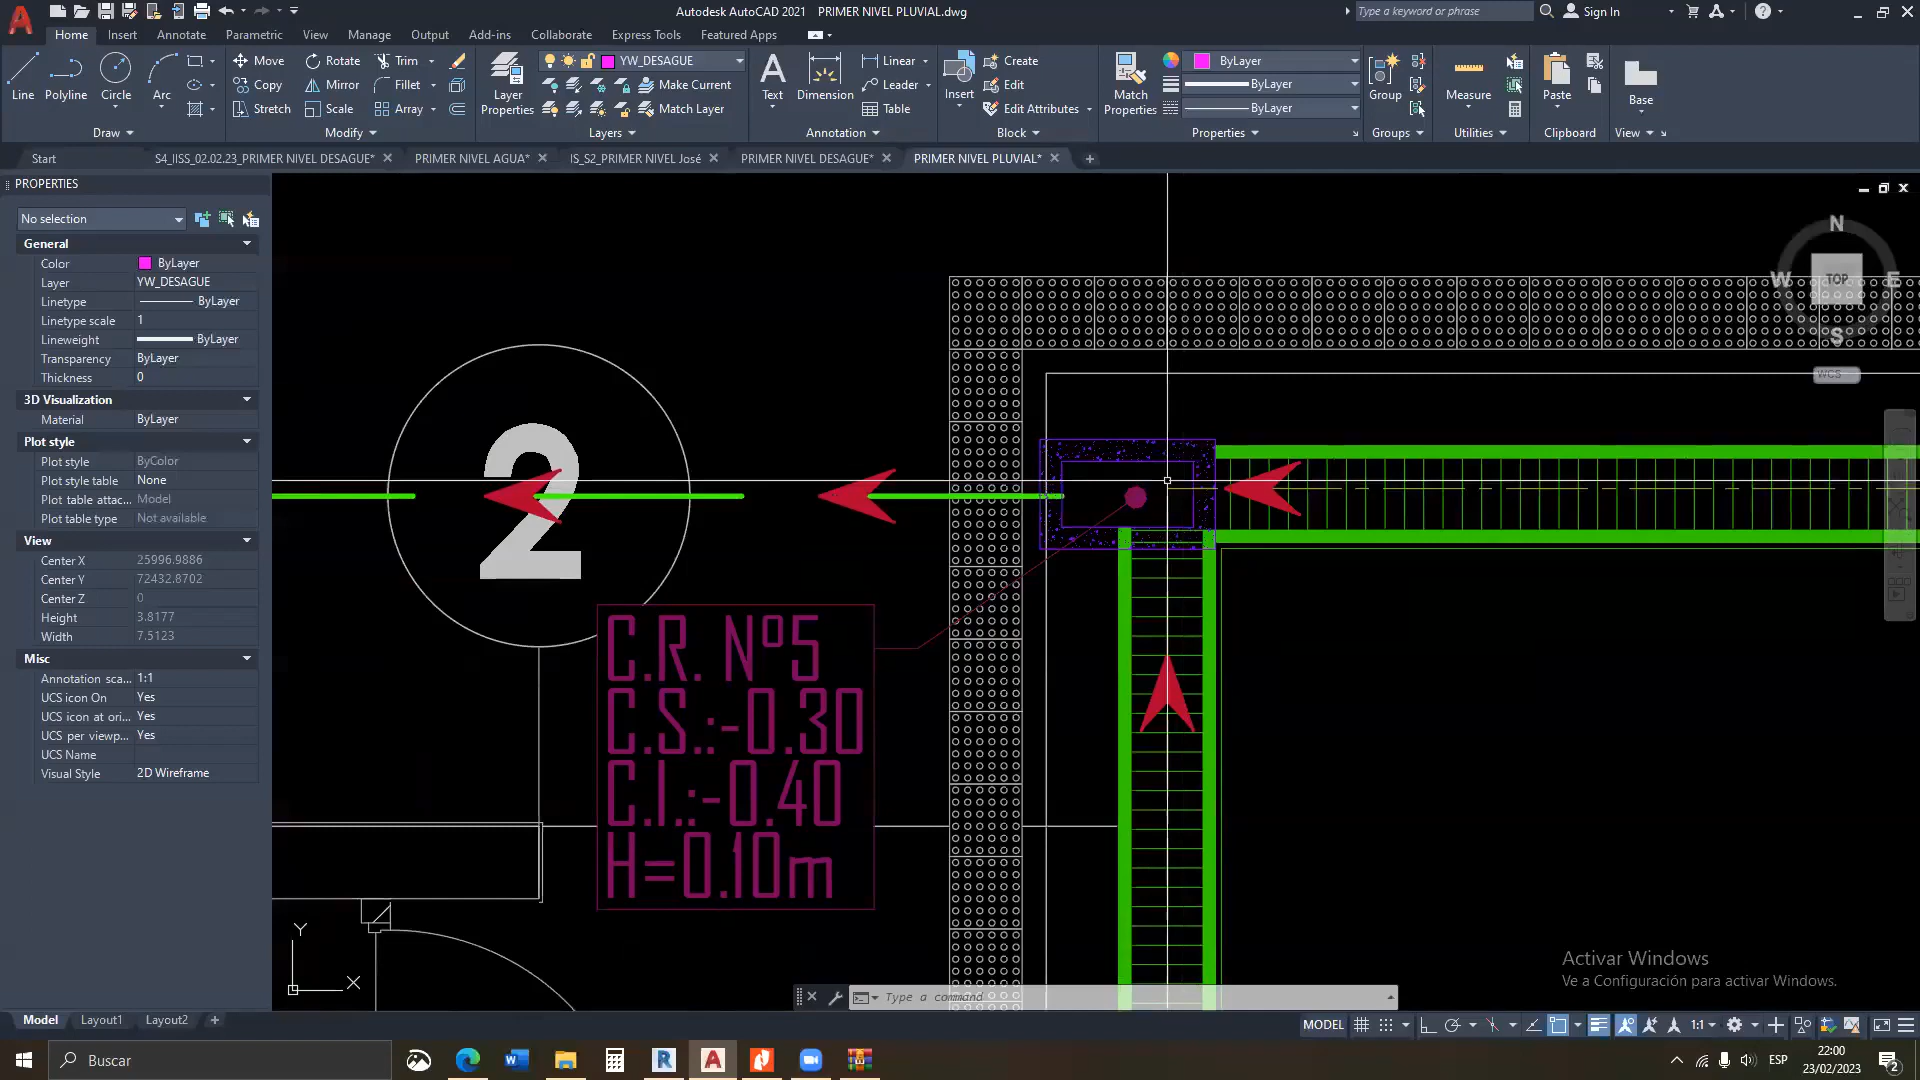 Autodesk AutoCAD 2021 PRIMER NIVEL PLUVIAL.dwg
Type a keyword or phrase
Sign In
Home Insert Annotate Parametric View Manage Output Add-ins Collaborate Express Tools Featured Apps
Line Polyline Circle Arc
Move Rotate Trim
Copy Mirror Fillet
Stretch Scale Array
Layer Properties
YW_DESAGUE
Make Current
Match Layer
Text Dimension
Linear
Leader
Table
Insert
Create
Edit
Edit Attributes
Match Properties
ByLayer
ByLayer
ByLayer
Group
Measure
Paste
Base
Draw Modify Layers Annotation Block Properties Groups Utilities Clipboard View
Start S4_IISS_02.02.23_PRIMER NIVEL DESAGUE* PRIMER NIVEL AGUA* IS_S2_PRIMER NIVEL José PRIMER NIVEL DESAGUE* PRIMER NIVEL PLUVIAL*
PROPERTIES
No selection
General
Color ByLayer
Layer YW_DESAGUE
Linetype ByLayer
Linetype scale 1
Lineweight ByLayer
Transparency ByLayer
Thickness 0
3D Visualization
Material ByLayer
Plot style
Plot style ByColor
Plot style table None
Plot table attac... Model
Plot table type Not available
View
Center X 25996.9886
Center Y 72432.8702
Center Z 0
Height 3.8177
Width 7.5123
Misc
Annotation sca... 1:1
UCS icon On Yes
UCS icon at ori... Yes
UCS per viewp... Yes
UCS Name
Visual Style 2D Wireframe
N
W TOP E
S
WCS
2
C.R. Nº5
C.S.:-0.30
C.I.:-0.40
H=0.10m
Y
X
Activar Windows
Ve a Configuración para activar Windows.
Type a command
Model Layout1 Layout2
MODEL
1:1
Buscar
ESP
22:00
23/02/2023
2